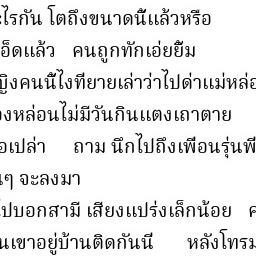 ะไรกัน โตถึงขนาดนี้แล้วหรือ
อ็ดแล้ว คนถูกทักเอ่ยยิ้ม
ญิงคนนี้ไงที่ยายเล่าว่าไปด่าแม่หล่อ
งหล่อนไม่มีวันกินแตงเถาตาย
อเปล่า ถาม นึกไปถึงเพื่อนรุ่นพี่
นๆ จะลงมา
ไปบอกสามี เสียงแปร่งเล็กน้อย
นเขาอยู่บ้านติดกันนี่ หลังโทรม